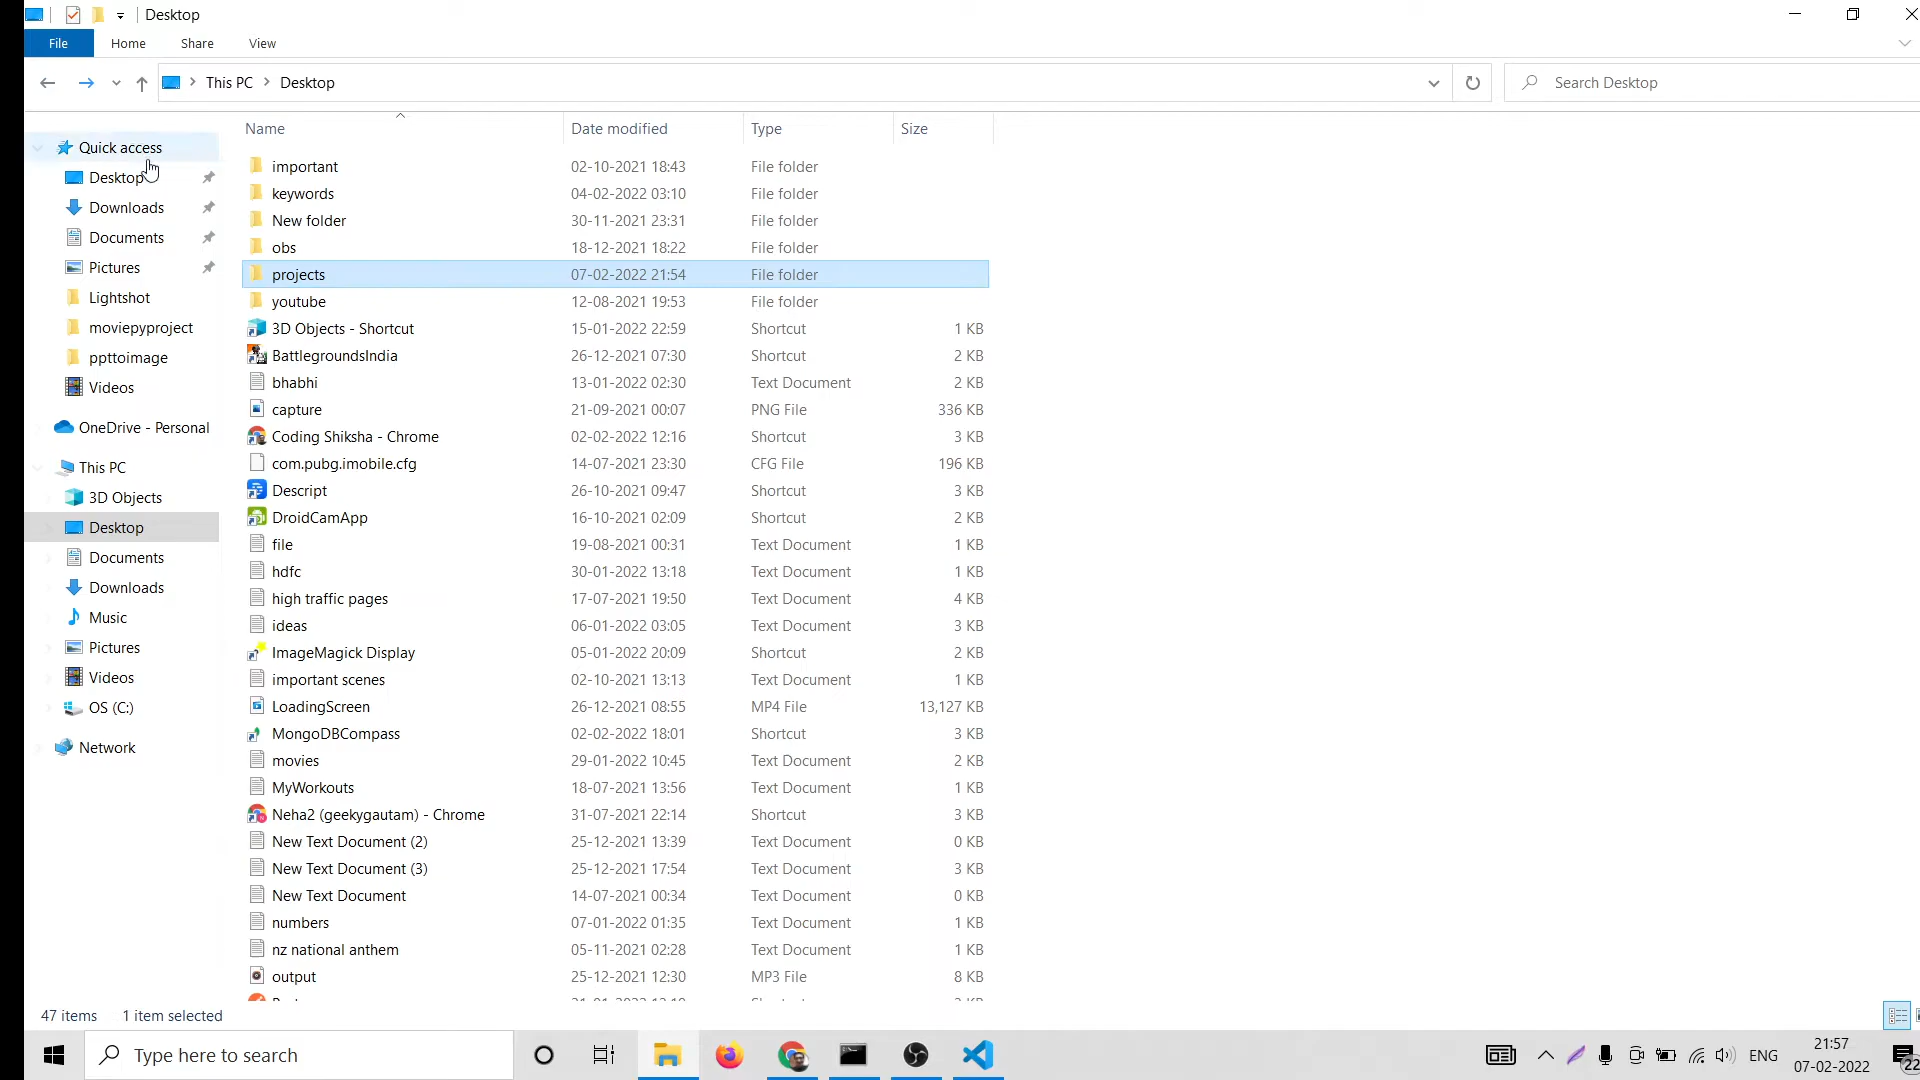 Desktop
File Home Share View
This PC Desktop Search Desktop
Name Date modified Type Size
Quick access
Desktop
Downloads
Documents
Pictures
Lightshot
moviepyproject
ppttoimage
Videos
OneDrive - Personal
This PC
3D Objects
Desktop
Documents
Downloads
Music
Pictures
Videos
OS (C:)
Network
important 02-10-2021 18:43 File folder
keywords 04-02-2022 03:10 File folder
New folder 30-11-2021 23:31 File folder
obs 18-12-2021 18:22 File folder
projects 07-02-2022 21:54 File folder
youtube 12-08-2021 19:53 File folder
3D Objects - Shortcut 15-01-2022 22:59 Shortcut 1 KB
BattlegroundsIndia 26-12-2021 07:30 Shortcut 2 KB
bhabhi 13-01-2022 02:30 Text Document 2 KB
capture 21-09-2021 00:07 PNG File 336 KB
Coding Shiksha - Chrome 02-02-2022 12:16 Shortcut 3 KB
com.pubg.imobile.cfg 14-07-2021 23:30 CFG File 196 KB
Descript 26-10-2021 09:47 Shortcut 3 KB
DroidCamApp 16-10-2021 02:09 Shortcut 2 KB
file 19-08-2021 00:31 Text Document 1 KB
hdfc 30-01-2022 13:18 Text Document 1 KB
high traffic pages 17-07-2021 19:50 Text Document 4 KB
ideas 06-01-2022 03:05 Text Document 3 KB
ImageMagick Display 05-01-2022 20:09 Shortcut 2 KB
important scenes 02-10-2021 13:13 Text Document 1 KB
LoadingScreen 26-12-2021 08:55 MP4 File 13,127 KB
MongoDBCompass 02-02-2022 18:01 Shortcut 3 KB
movies 29-01-2022 10:45 Text Document 2 KB
MyWorkouts 18-07-2021 13:56 Text Document 1 KB
Neha2 (geekygautam) - Chrome 31-07-2021 22:14 Shortcut 3 KB
New Text Document (2) 25-12-2021 13:39 Text Document 0 KB
New Text Document (3) 25-12-2021 17:54 Text Document 3 KB
New Text Document 14-07-2021 00:34 Text Document 0 KB
numbers 07-01-2022 01:35 Text Document 1 KB
nz national anthem 05-11-2021 02:28 Text Document 1 KB
output 25-12-2021 12:30 MP3 File 8 KB
47 items 1 item selected
Type here to search
ENG
21:57
07-02-2022
22